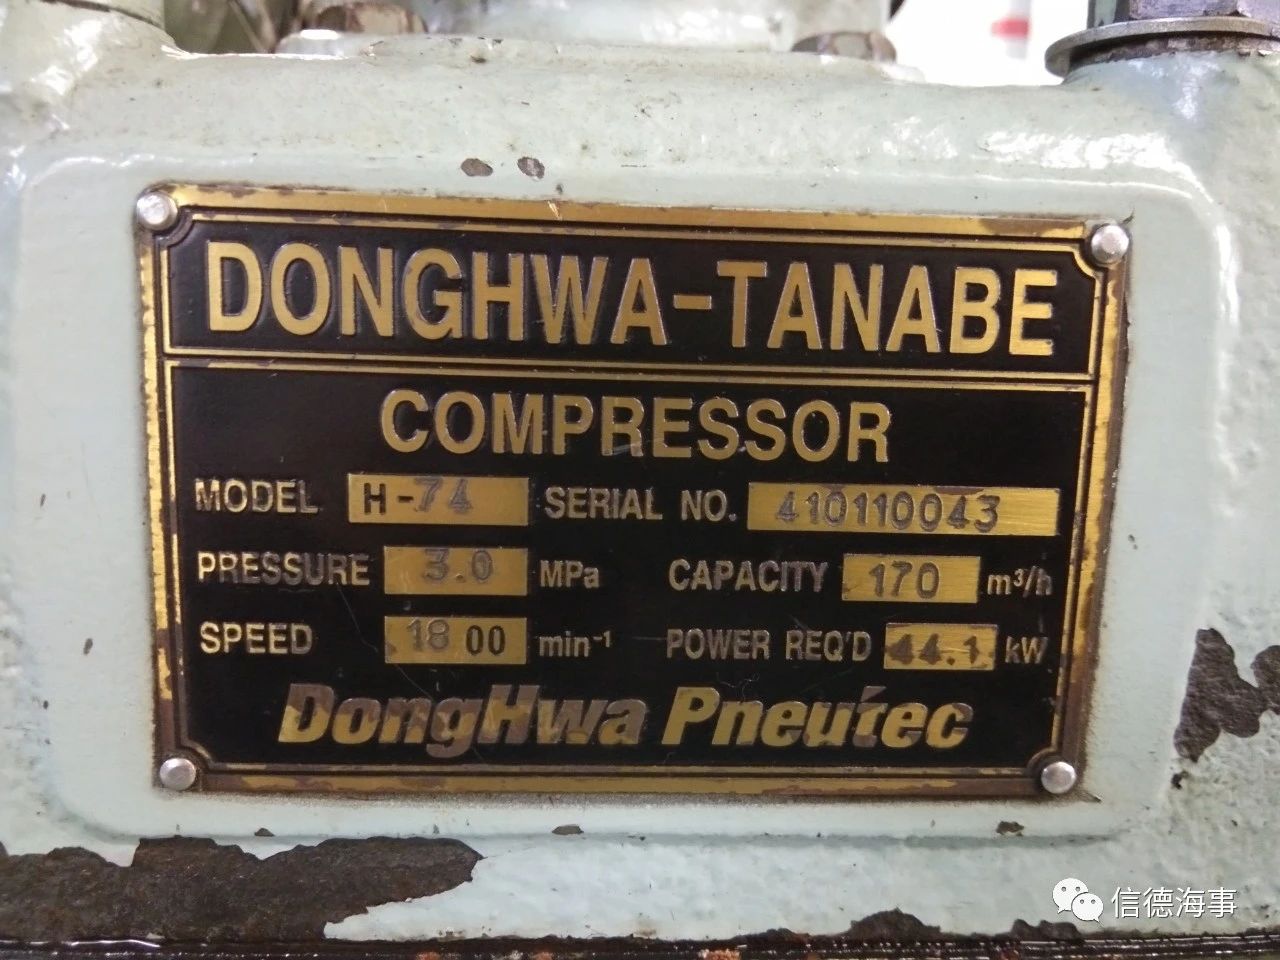 DONGHWA-TANABE
COMPRESSOR
MODEL H-74 SERIAL NO. 410110043
PRESSURE 3.0 MPa CAPACITY 170 m³/h
SPEED 1800 min⁻¹ POWER REQ'D 44.1 kW
DongHwa Pneutec
信德海事